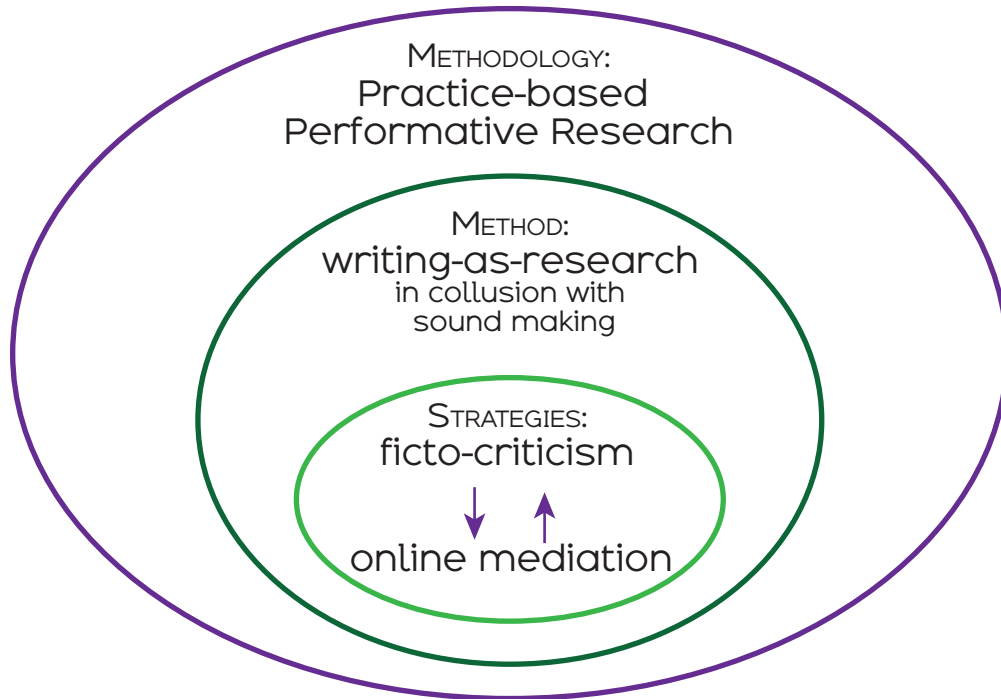 METHODOLOGY:
Practice-based
Performative Research
METHOD:
writing-as-research
in collusion with
sound making
STRATEGIES:
ficto-criticism
online mediation